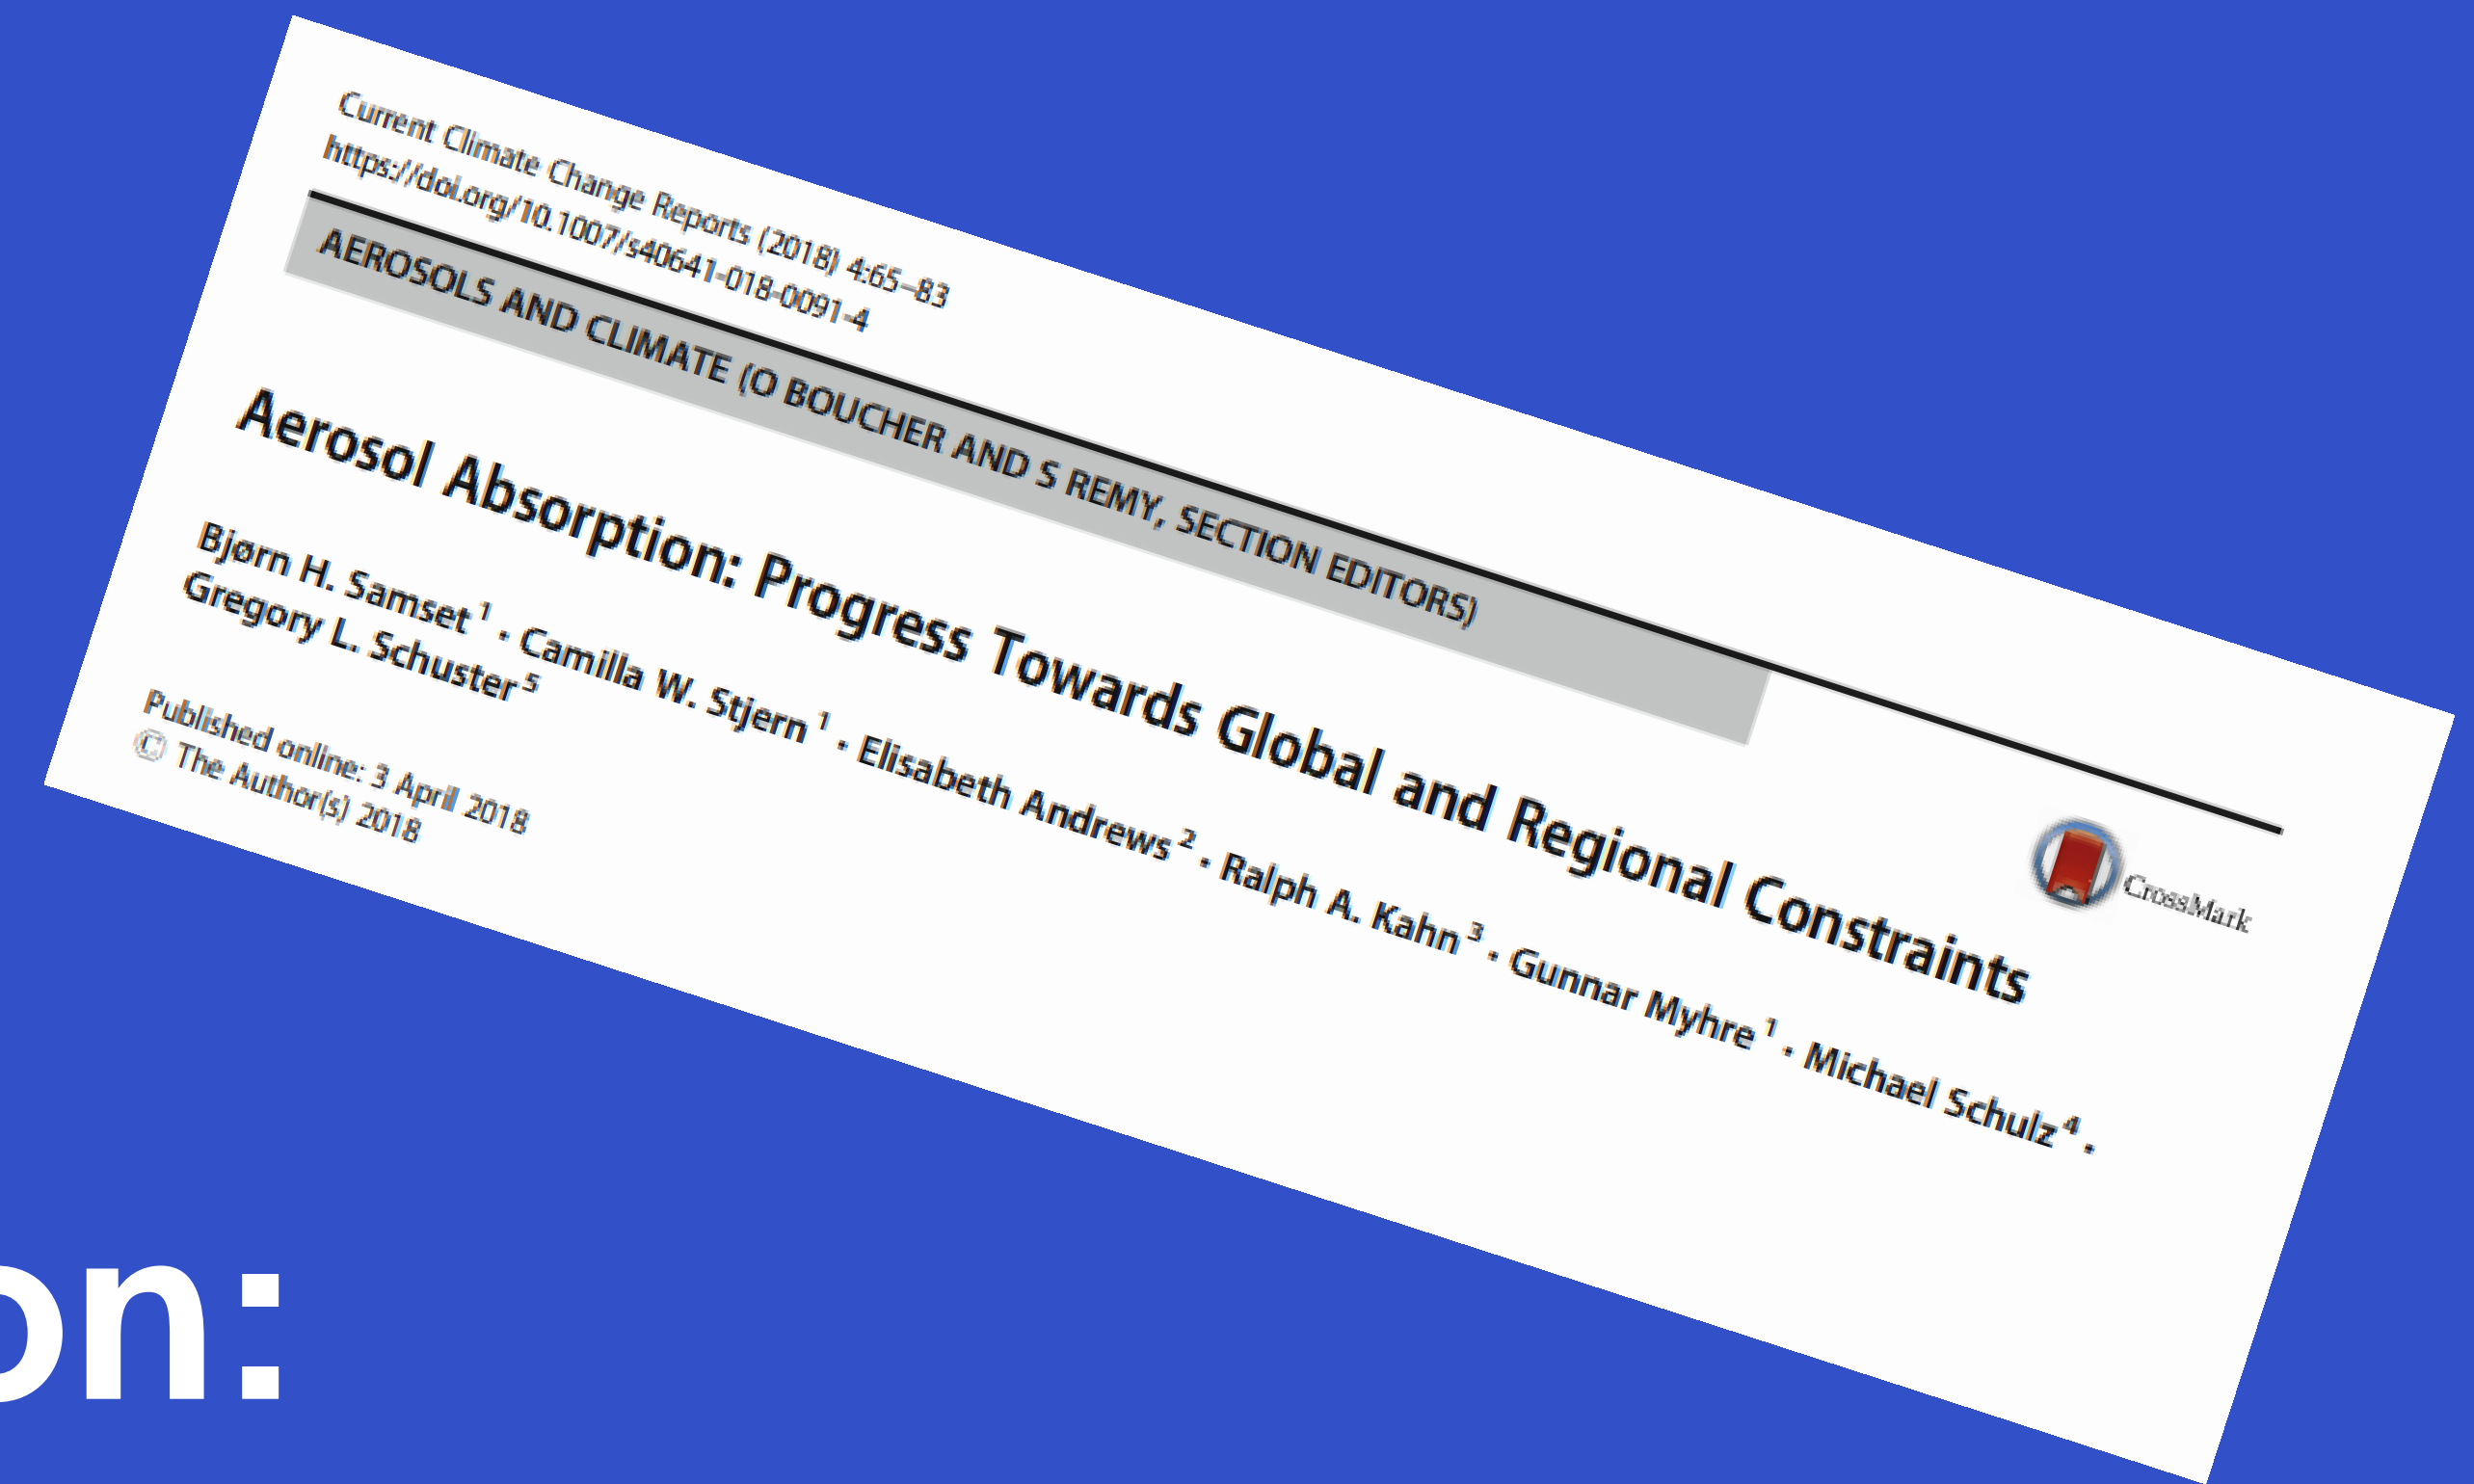 Current Climate Change Reports (2018) 4:65–83
https://doi.org/10.1007/s40641-018-0091-4
AEROSOLS AND CLIMATE (O BOUCHER AND S REMY, SECTION EDITORS)
CrossMark
Aerosol Absorption: Progress Towards Global and Regional Constraints
Bjørn H. Samset 1 · Camilla W. Stjern 1 · Elisabeth Andrews 2 · Ralph A. Kahn 3 · Gunnar Myhre 1 · Michael Schulz 4 ·
Gregory L. Schuster 5
Published online: 3 April 2018
© The Author(s) 2018
on: